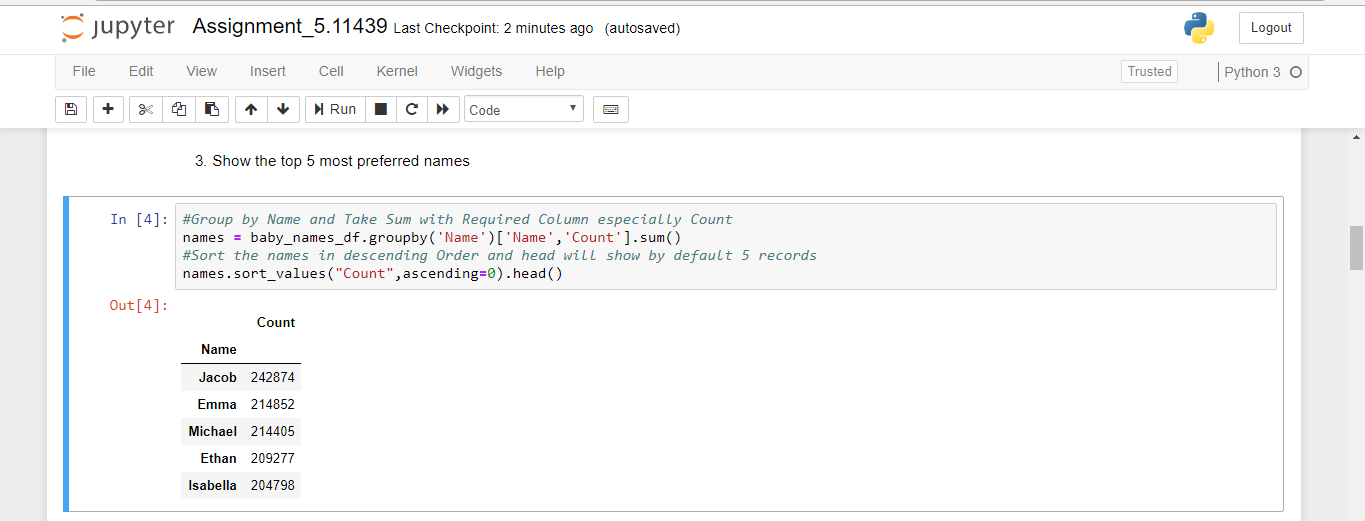 jupyter Assignment_5.11439 Last Checkpoint: 2 minutes ago (autosaved) Logout
File Edit View Insert Cell Kernel Widgets Help Trusted Python 3
Run Code
3. Show the top 5 most preferred names
In [4]: #Group by Name and Take Sum with Required Column especially Count
names = baby_names_df.groupby('Name')['Name','Count'].sum()
#Sort the names in descending Order and head will show by default 5 records
names.sort_values("Count",ascending=0).head()
Out[4]:
Count
Name
Jacob 242874
Emma 214852
Michael 214405
Ethan 209277
Isabella 204798